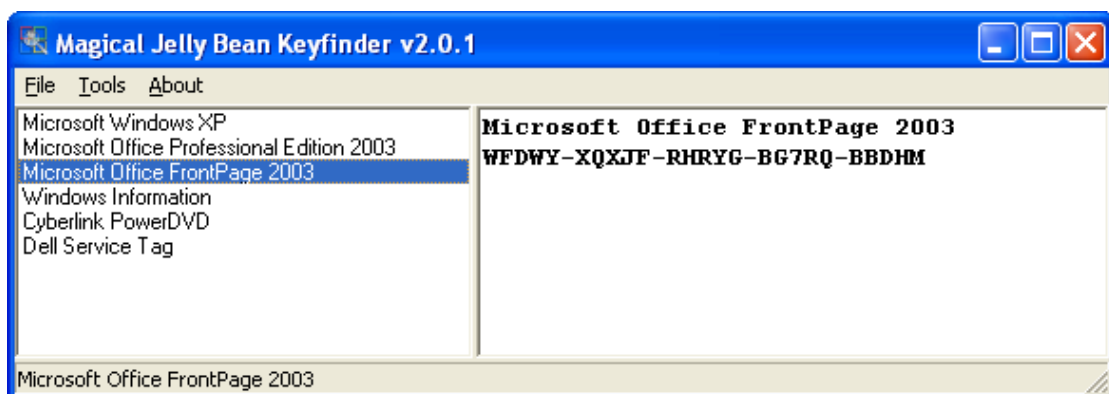 Magical Jelly Bean Keyfinder v2.0.1
File Tools About
Microsoft Windows XP
Microsoft Office Professional Edition 2003
Microsoft Office FrontPage 2003
Windows Information
Cyberlink PowerDVD
Dell Service Tag
Microsoft Office FrontPage 2003
WFDWY-XQXJF-RHRYG-BG7RQ-BBDHM
Microsoft Office FrontPage 2003